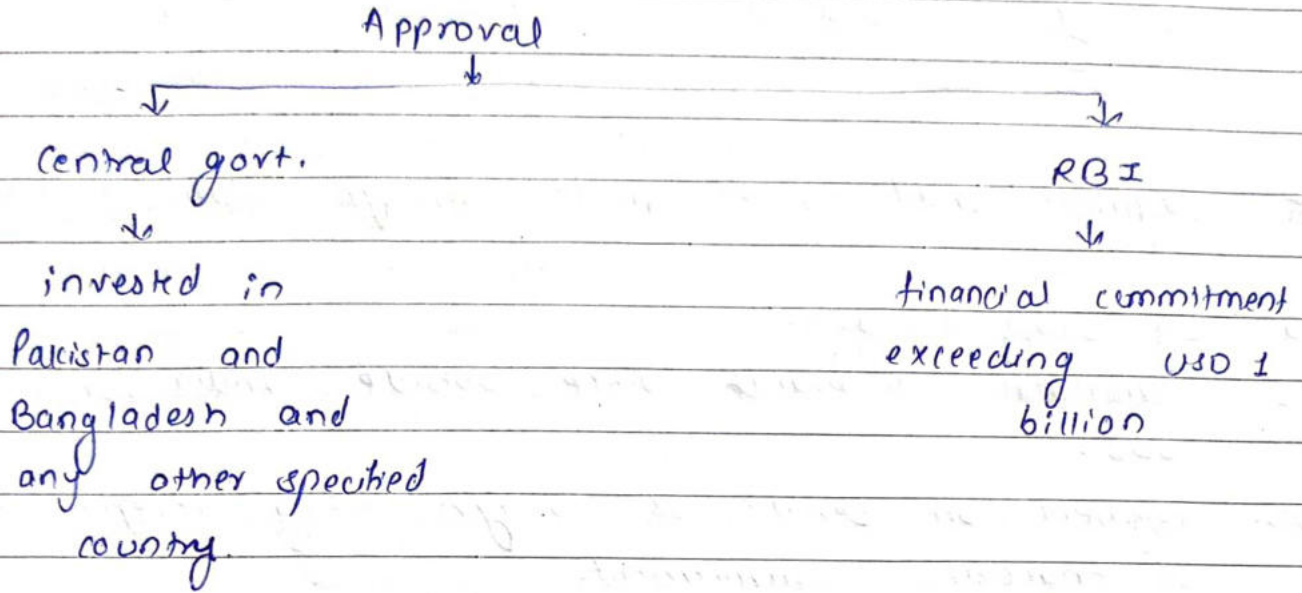 Approval
Central govt.
RBI
invested in
Pakistan and
Bangladesh and
any other specified
country.
financial commitment
exceeding USD 1
billion